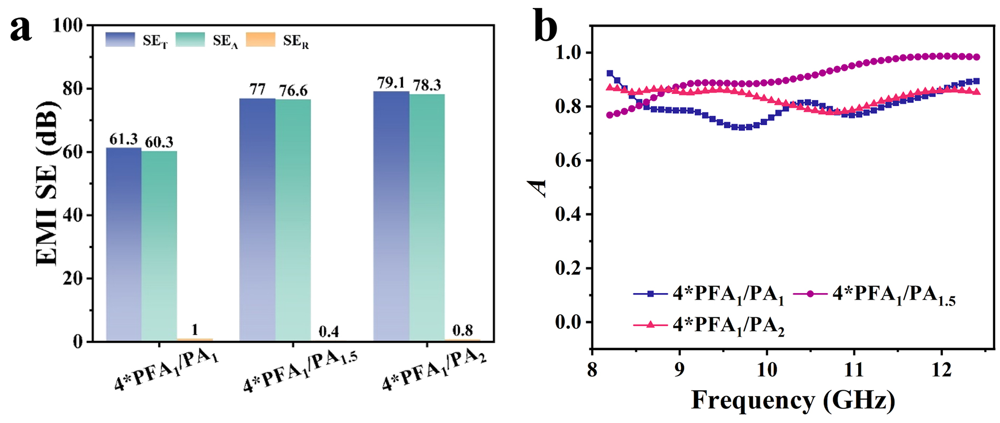 a
100
80
60
40
20
0
EMI SE (dB)
SE_T SE_A SE_R
61.3 60.3 1
77 76.6 0.4
79.1 78.3 0.8
4*PFA₁/PA₁
4*PFA₁/PA₁.₅
4*PFA₁/PA₂
b
1.0
0.8
0.6
0.4
0.2
0.0
A
4*PFA₁/PA₁ 4*PFA₁/PA₁.₅
4*PFA₁/PA₂
8 9 10 11 12
Frequency (GHz)